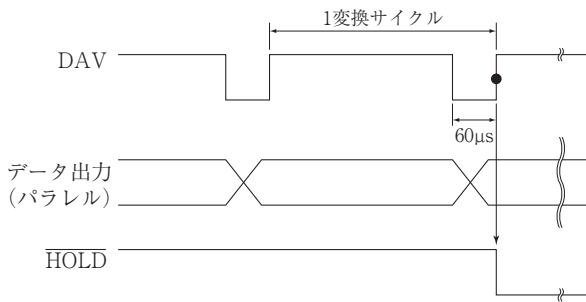 1変換サイクル
DAV
60μs
データ出力
(パラレル)
HOLD